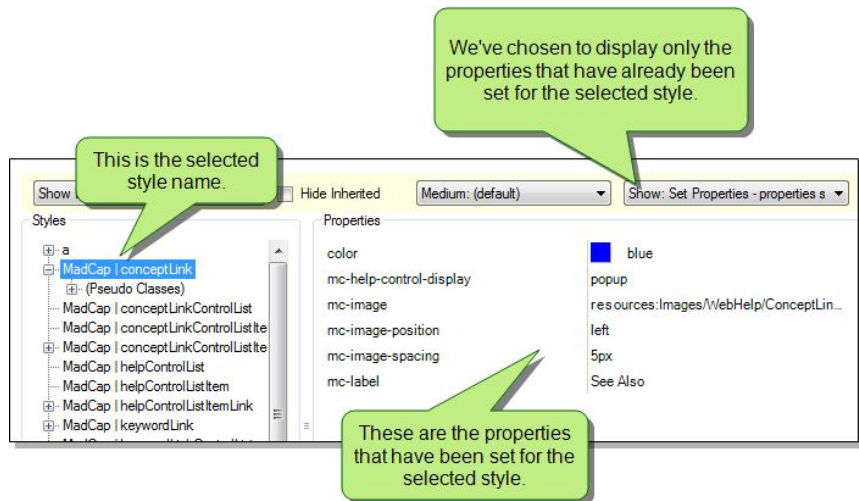 We've chosen to display only the
properties that have already been
set for the selected style.
This is the selected
style name.
Show
Hide Inherited
Medium: (default)
Show: Set Properties - properties s
Styles
Properties
a
MadCap | conceptLink
(Pseudo Classes)
MadCap | conceptLinkControlList
MadCap | conceptLinkControlListIte
MadCap | conceptLinkControlListIte
MadCap | helpControlList
MadCap | helpControlListItem
MadCap | helpControlListItemLink
MadCap | keywordLink
color
blue
mc-help-control-display
popup
mc-image
resources:Images/WebHelp/ConceptLin...
mc-image-position
left
mc-image-spacing
5px
mc-label
See Also
These are the properties
that have been set for the
selected style.